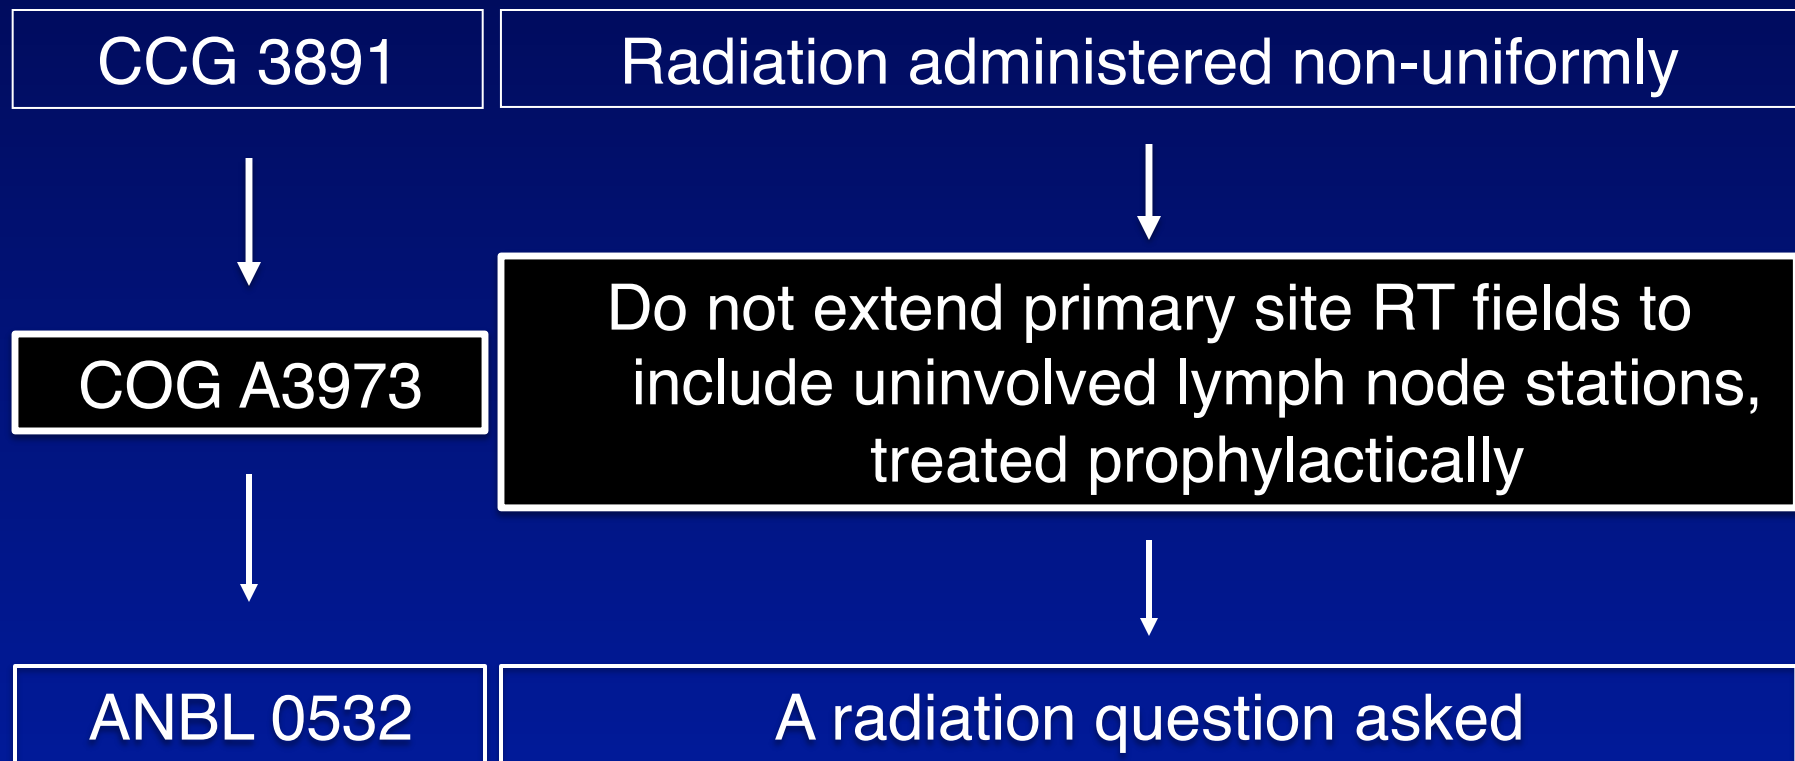 CCG 3891
Radiation administered non-uniformly
COG A3973
Do not extend primary site RT fields to
include uninvolved lymph node stations,
treated prophylactically
ANBL 0532
A radiation question asked